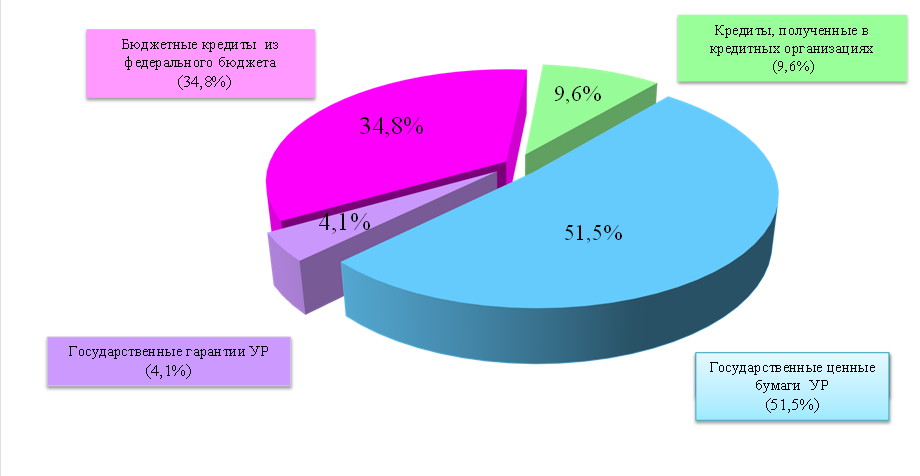 Бюджетные кредиты из
федерального бюджета
(34,8%)
Кредиты, полученные в
кредитных организациях
(9,6%)
9,6%
34,8%
4,1%
51,5%
Государственные гарантии УР
(4,1%)
Государственные ценные
бумаги УР
(51,5%)